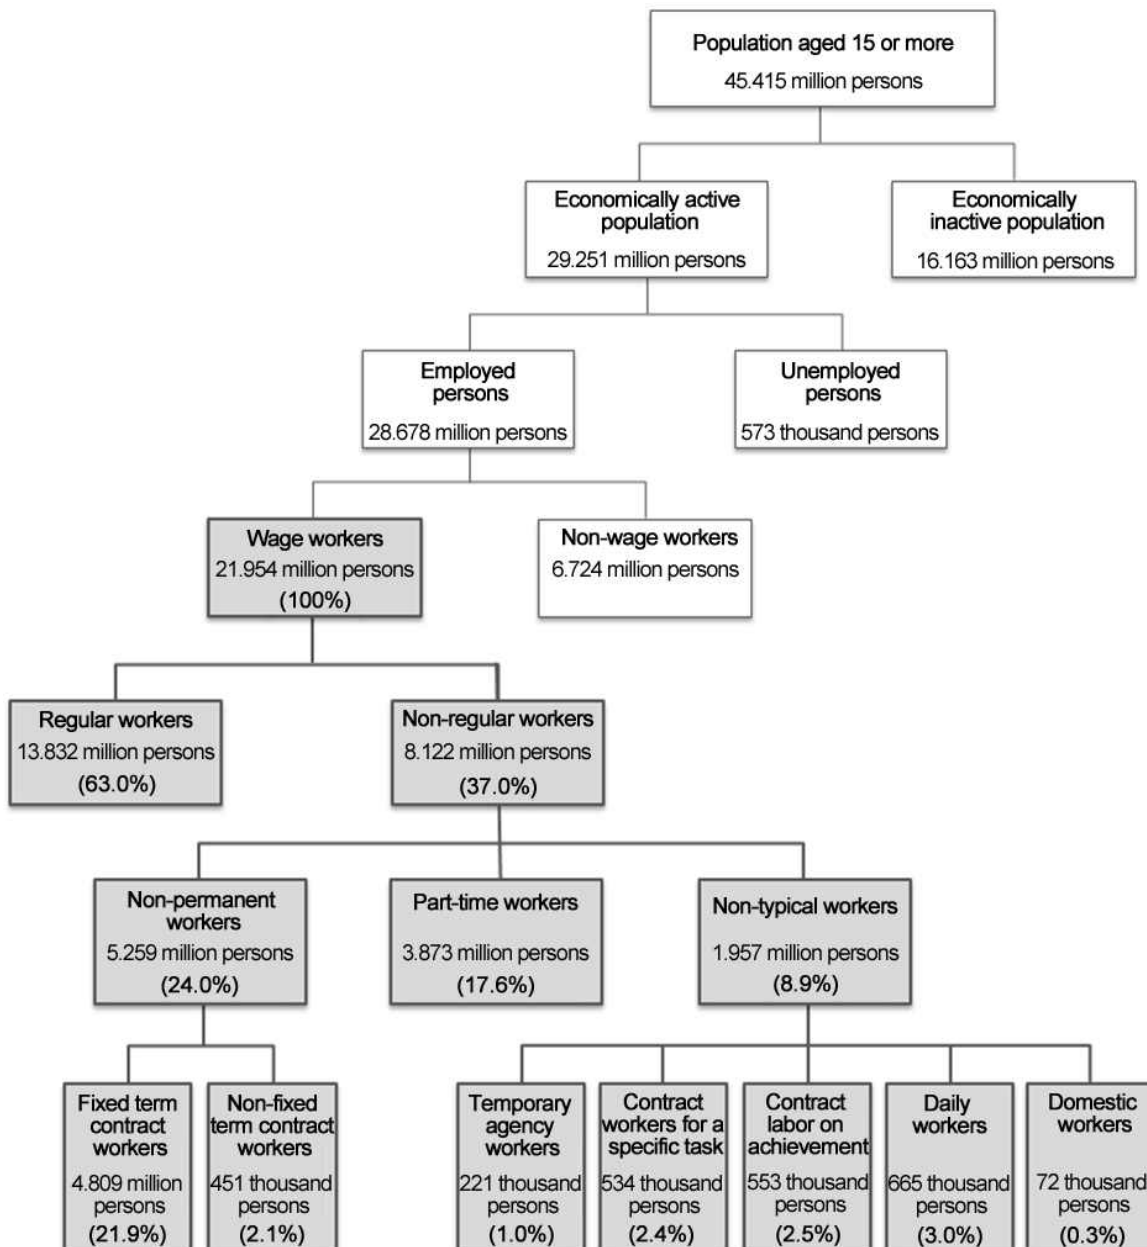 Population aged 15 or more
45.415 million persons
Economically active
population
29.251 million persons
Economically
inactive population
16.163 million persons
Employed
persons
28.678 million persons
Unemployed
persons
573 thousand persons
Wage workers
21.954 million persons
(100%)
Non-wage workers
6.724 million persons
Regular workers
13.832 million persons
(63.0%)
Non-regular workers
8.122 million persons
(37.0%)
Non-permanent
workers
5.259 million persons
(24.0%)
Part-time workers
3.873 million persons
(17.6%)
Non-typical workers
1.957 million persons
(8.9%)
Fixed term
contract
workers
4.809 million
persons
(21.9%)
Non-fixed
term contract
workers
451 thousand
persons
(2.1%)
Temporary
agency
workers
221 thousand
persons
(1.0%)
Contract
workers for a
specific task
534 thousand
persons
(2.4%)
Contract
labor on
achievement
553 thousand
persons
(2.5%)
Daily
workers
665 thousand
persons
(3.0%)
Domestic
workers
72 thousand
persons
(0.3%)